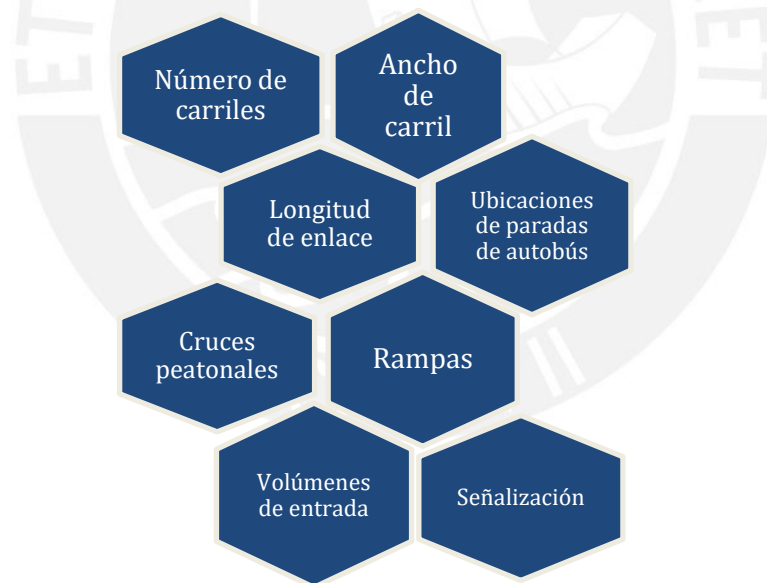 Número de
carriles
Ancho
de
carril
Longitud
de enlace
Ubicaciones
de paradas
de autobús
Cruces
peatonales
Rampas
Volúmenes
de entrada
Señalización